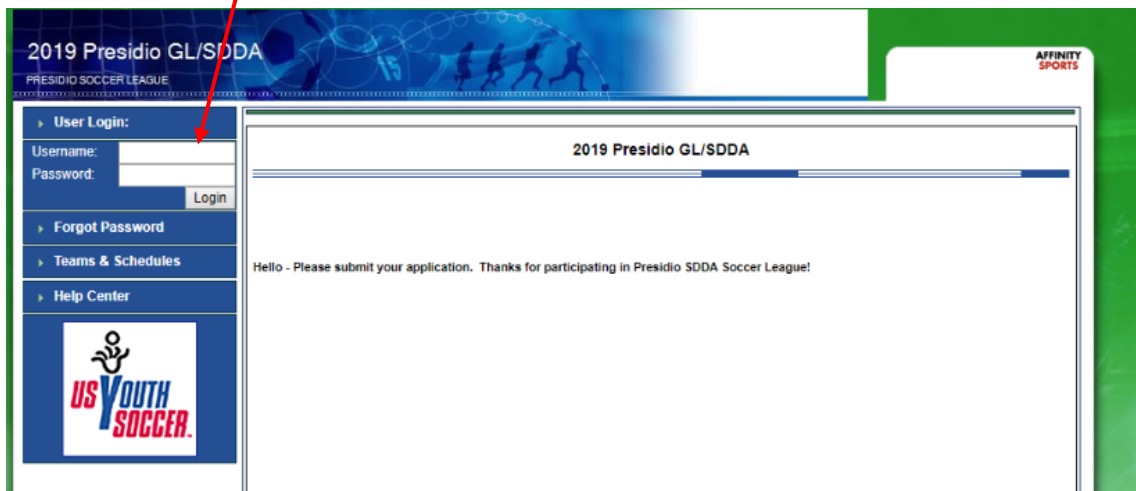 2019 Presidio GL/SDDA
PRESIDIO SOCCER LEAGUE
15
AFFINITY
SPORTS
User Login:
Username:
Password:
Login
Forgot Password
Teams & Schedules
Help Center
US YOUTH
SOCCER.
2019 Presidio GL/SDDA
Hello - Please submit your application. Thanks for participating in Presidio SDDA Soccer League!